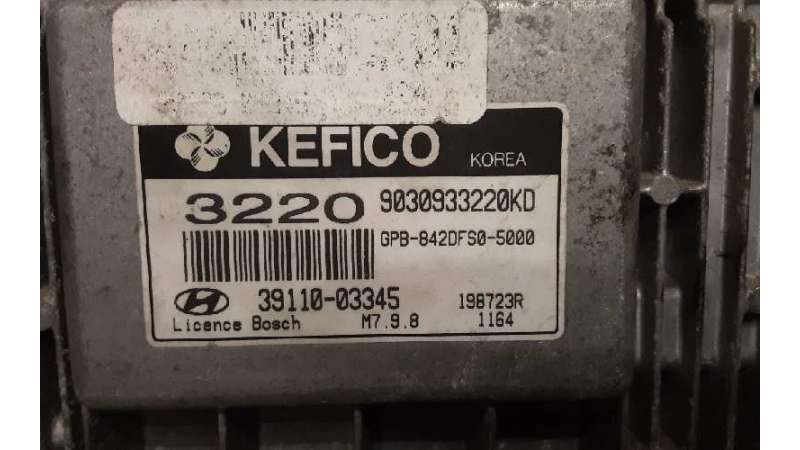 KEFICO KOREA
3220 9030933220KD
GPB-842DFS0-5000
39110-03345 198723R
Licence Bosch M7.9.8 1164